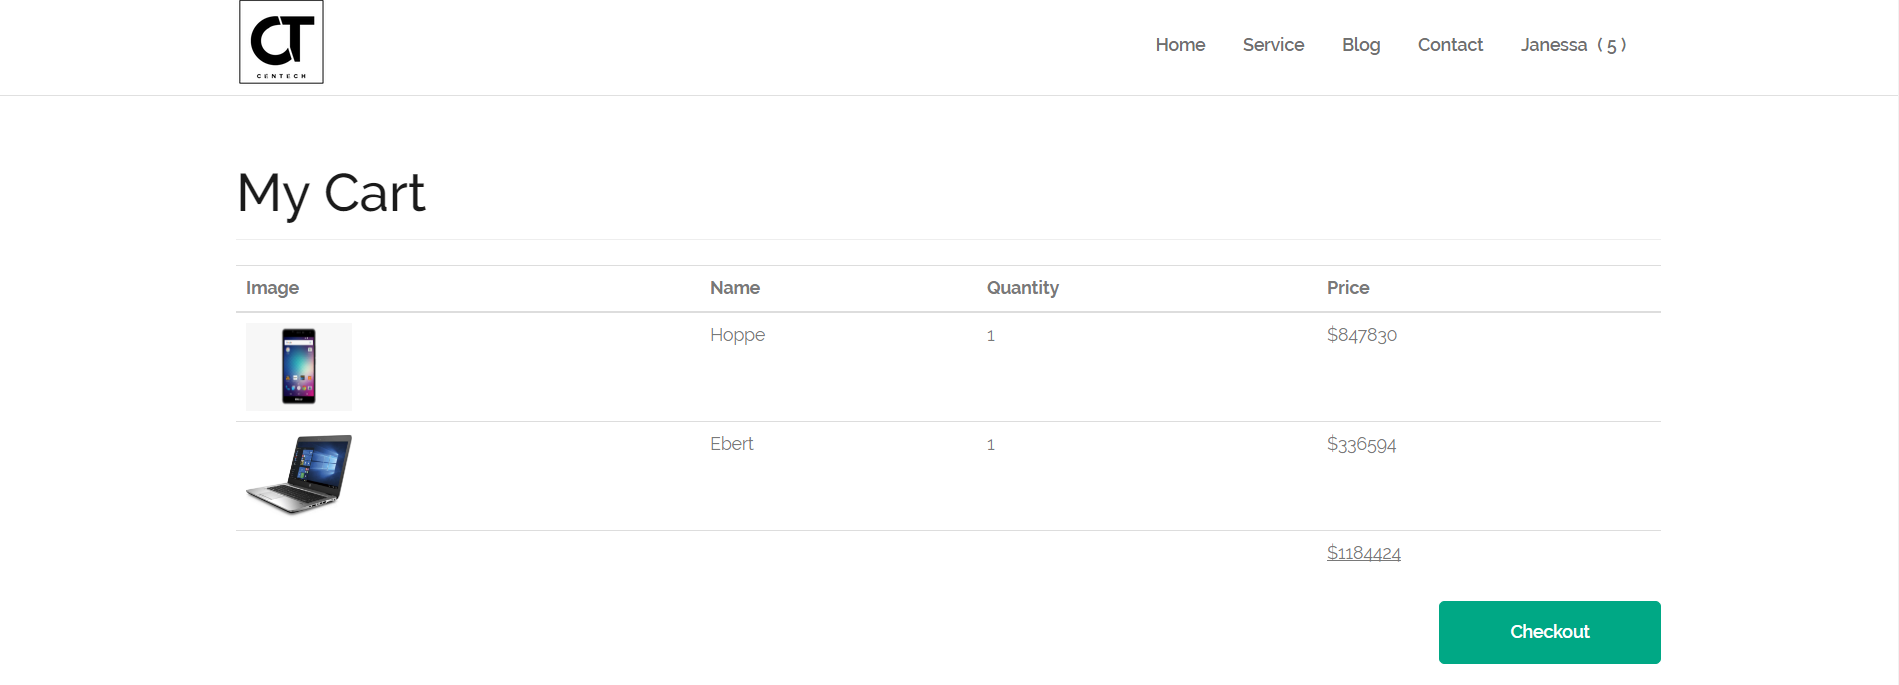 CT
CENTECH
Home Service Blog Contact Janessa ( 5 )
My Cart
Image Name Quantity Price
Hoppe 1 $847830
Ebert 1 $336594
$1184424
Checkout